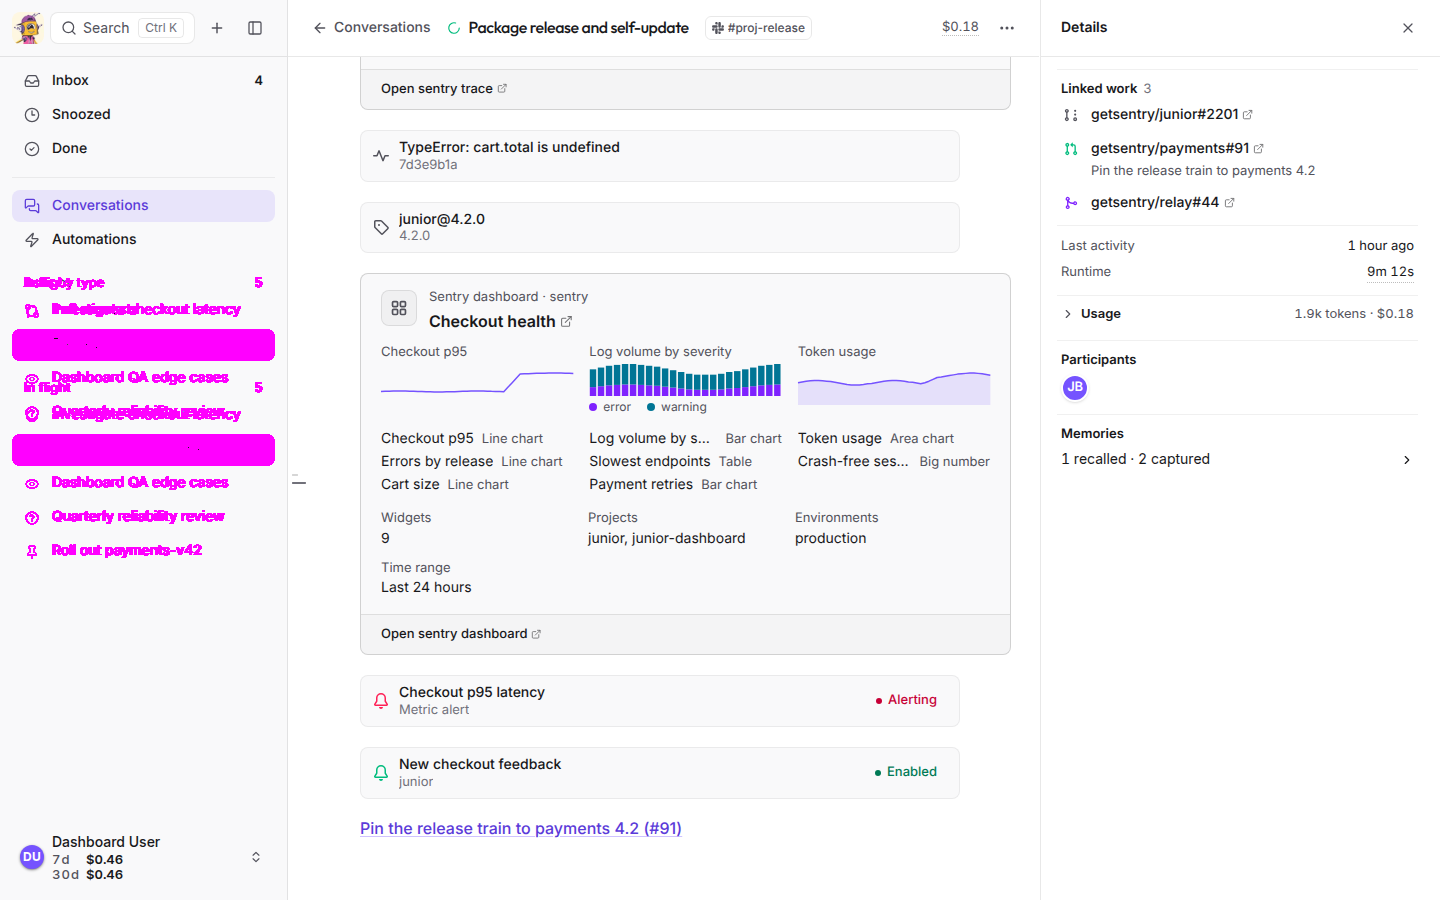 Search Ctrl K
Inbox 4
Snoozed
Done
Conversations
Automations
5
Dashboard QA edge cases
In flight 5
Dashboard QA edge cases
Quarterly reliability review
Roll out payments-v42
DU Dashboard User
7d $0.46
30d $0.46
Conversations Package release and self-update #proj-release $0.18
Open sentry trace
TypeError: cart.total is undefined
7d3e9b1a
junior@4.2.0
4.2.0
Sentry dashboard · sentry
Checkout health
Checkout p95 Log volume by severity Token usage
error warning
Checkout p95 Line chart Log volume by s... Bar chart Token usage Area chart
Errors by release Line chart Slowest endpoints Table Crash-free ses... Big number
Cart size Line chart Payment retries Bar chart
Widgets Projects Environments
9 junior, junior-dashboard production
Time range
Last 24 hours
Open sentry dashboard
Checkout p95 latency
Metric alert
Alerting
New checkout feedback
junior
Enabled
Pin the release train to payments 4.2 (#91)
Details
Linked work 3
getsentry/junior#2201
getsentry/payments#91
Pin the release train to payments 4.2
getsentry/relay#44
Last activity 1 hour ago
Runtime 9m 12s
Usage 1.9k tokens · $0.18
Participants
JB
Memories
1 recalled · 2 captured